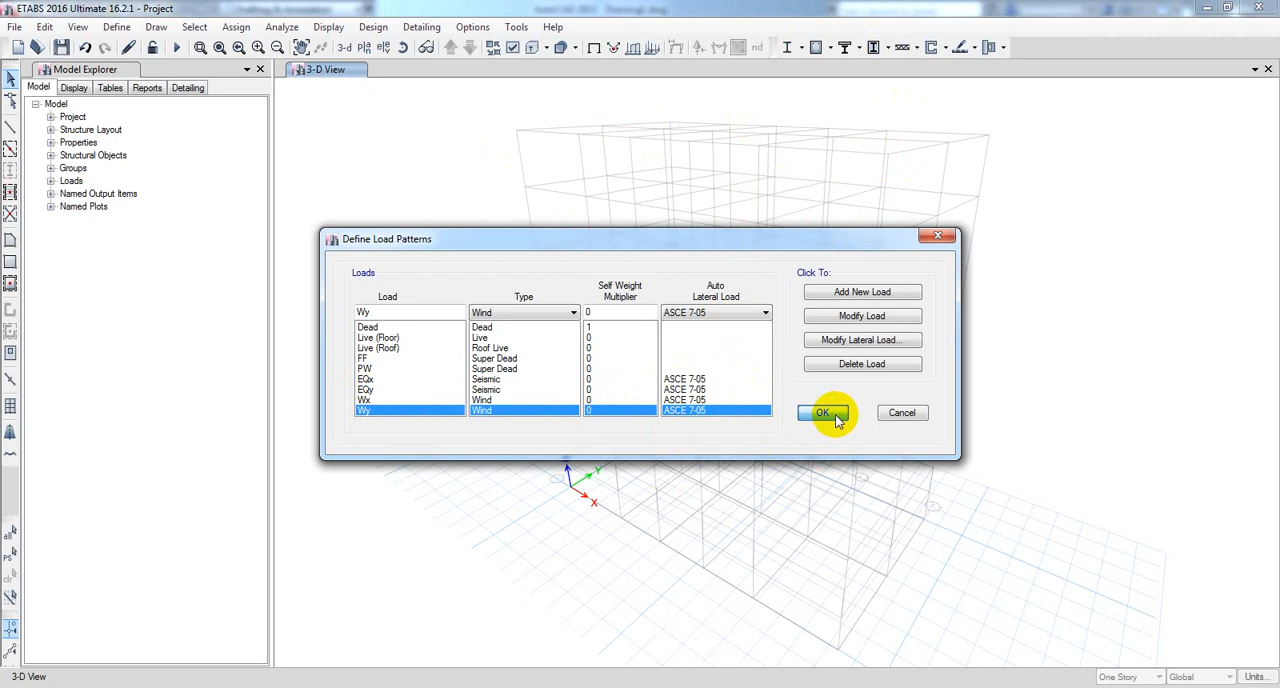 ETABS 2016 Ultimate 16.2.1 - Project
File Edit View Define Draw Select Assign Analyze Display Design Detailing Options Tools Help
3-d
nd
Model Explorer
3-D View
Model Display Tables Reports Detailing
Model
Project
Structure Layout
Properties
Structural Objects
Groups
Loads
Named Output Items
Named Plots
Define Load Patterns
Loads
Click To:
Load Type Self Weight Multiplier Auto Lateral Load
Wy Wind 0 ASCE 7-05
Dead Dead 1
Live (Floor) Live 0
Live (Roof) Roof Live 0
FF Super Dead 0
PW Super Dead 0
EQx Seismic 0 ASCE 7-05
EQy Seismic 0 ASCE 7-05
Wx Wind 0 ASCE 7-05
Wy Wind 0 ASCE 7-05
Add New Load
Modify Load
Modify Lateral Load...
Delete Load
OK Cancel
Y
X
all
PS
clr
3-D View
One Story Global Units...